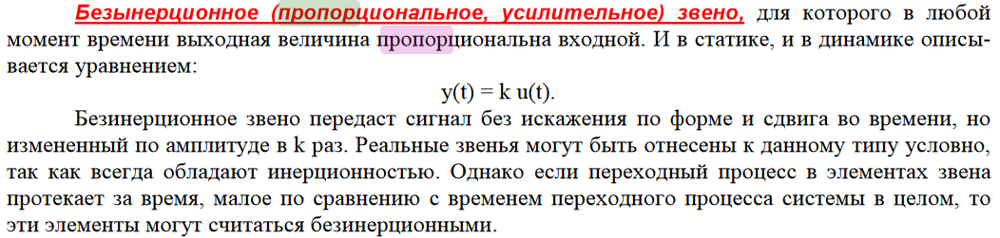 Безынерционное (пропорциональное, усилительное) звено, для которого в любой
момент времени выходная величина пропорциональна входной. И в статике, и в динамике описы-
вается уравнением:
y(t) = k u(t).
Безинерционное звено передаст сигнал без искажения по форме и сдвига во времени, но
измененный по амплитуде в k раз. Реальные звенья могут быть отнесены к данному типу условно,
так как всегда обладают инерционностью. Однако если переходный процесс в элементах звена
протекает за время, малое по сравнению с временем переходного процесса системы в целом, то
эти элементы могут считаться безинерционными.